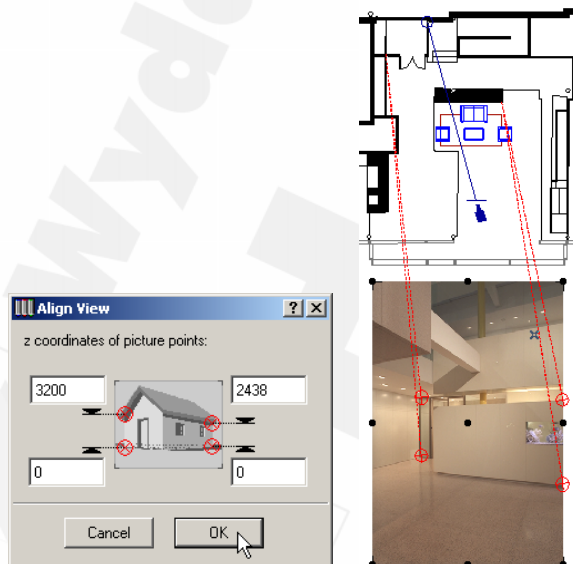 Align View
z coordinates of picture points:
3200
2438
0
0
Cancel
OK